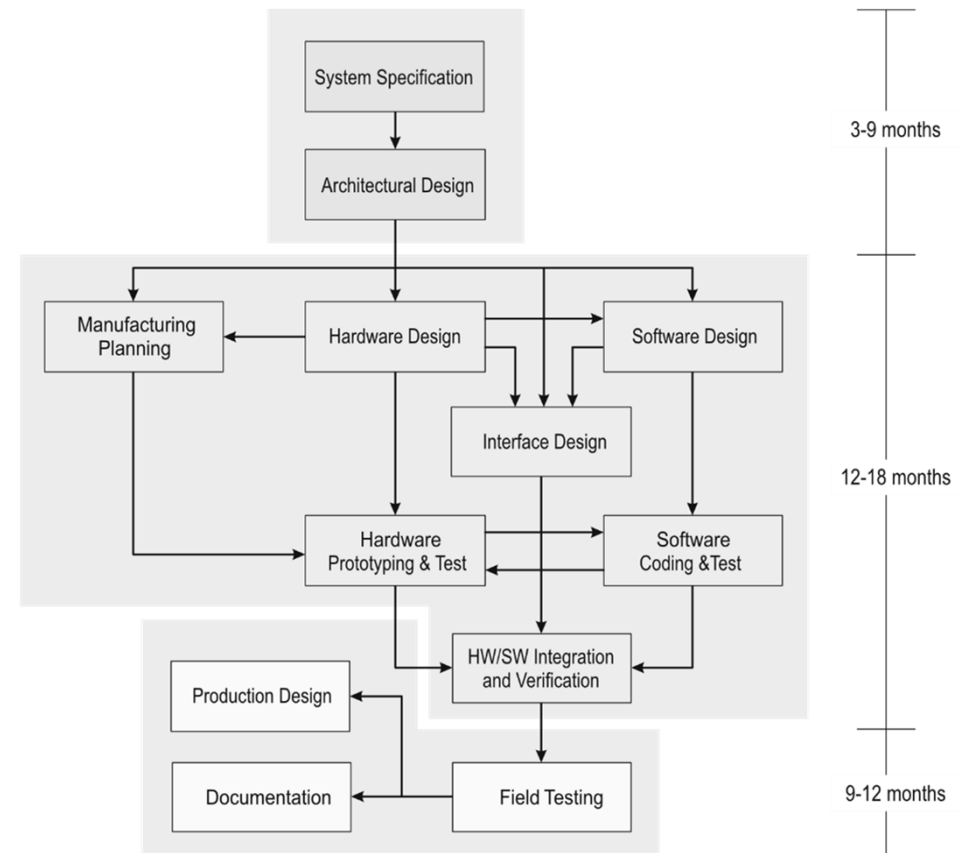 System Specification
3-9 months
Architectural Design
Manufacturing
Planning
Hardware Design
Software Design
Interface Design
12-18 months
Hardware
Prototyping & Test
Software
Coding &Test
HW/SW Integration
and Verification
Production Design
Documentation
Field Testing
9-12 months